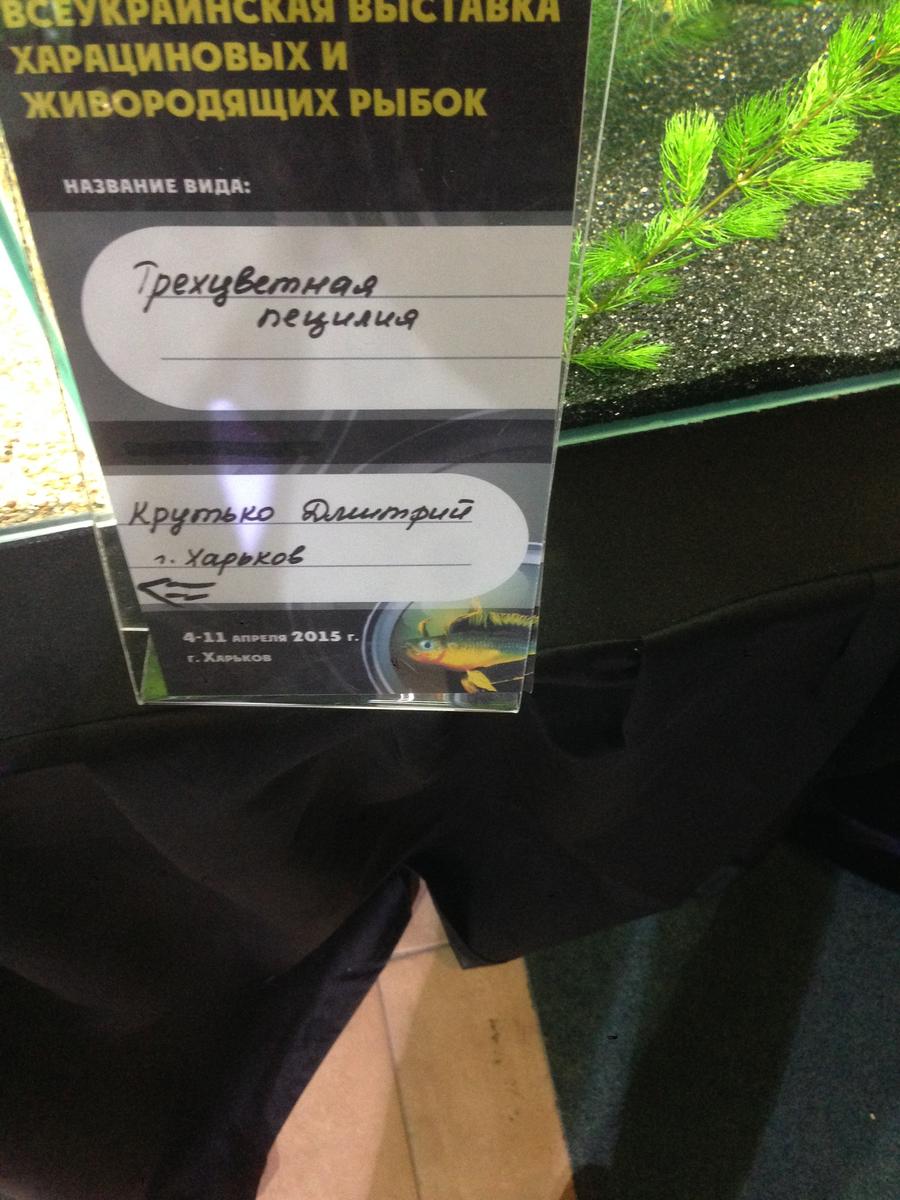 ВСЕУКРАИНСКАЯ ВЫСТАВКА
ХАРАЦИНОВЫХ И
ЖИВОРОДЯЩИХ РЫБОК
НАЗВАНИЕ ВИДА:
Трехцветная
пецилия
Крутько Дмитрий
г. Харьков
4-11 АПРЕЛЯ 2015 г.
г. Харьков